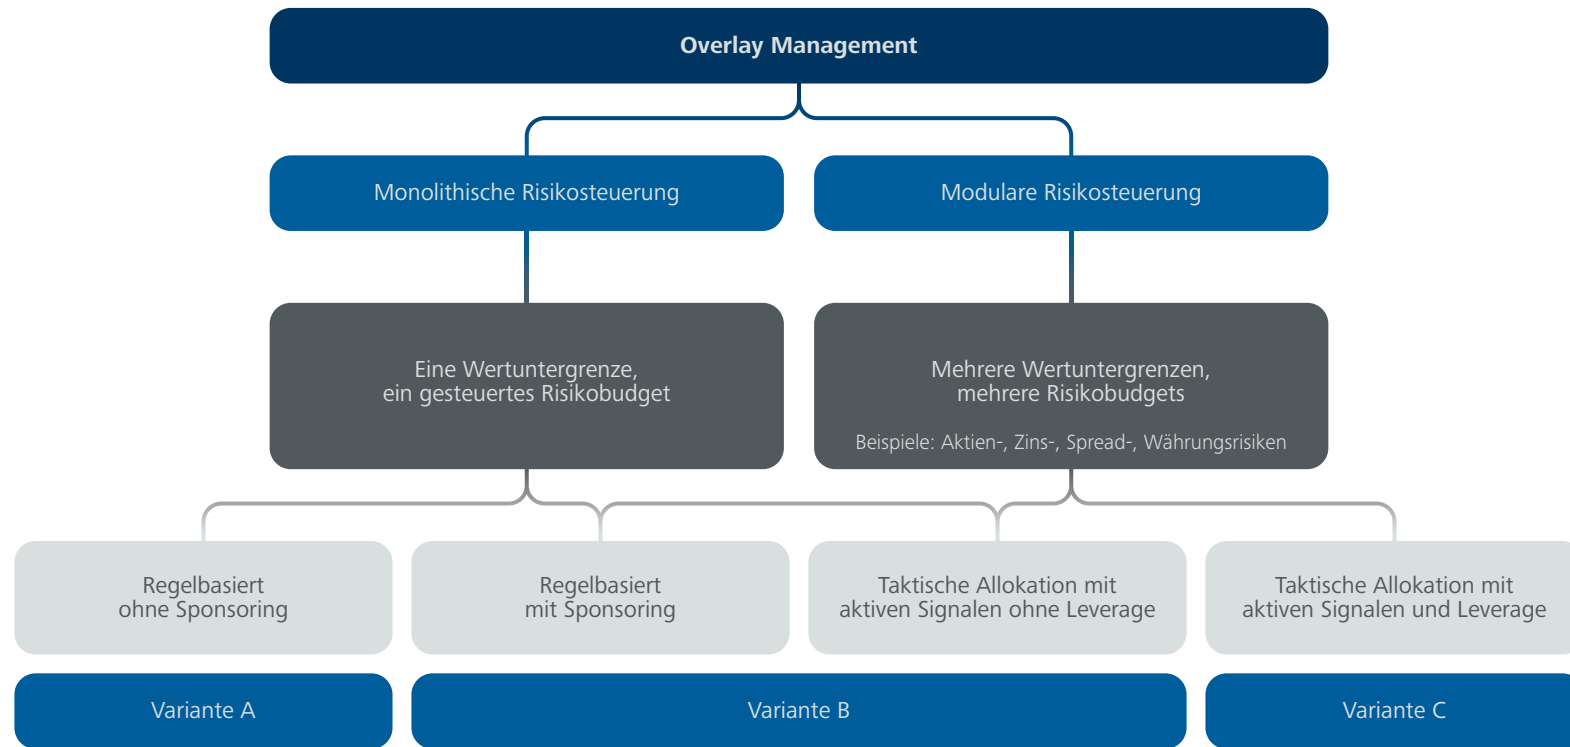 Overlay Management
Monolithische Risikosteuerung
Modulare Risikosteuerung
Eine Wertuntergrenze,
ein gesteuertes Risikobudget
Mehrere Wertuntergrenzen,
mehrere Risikobudgets
Beispiele: Aktien-, Zins-, Spread-, Währungsrisiken
Regelbasiert
ohne Sponsoring
Regelbasiert
mit Sponsoring
Taktische Allokation mit
aktiven Signalen ohne Leverage
Taktische Allokation mit
aktiven Signalen und Leverage
Variante A
Variante B
Variante C